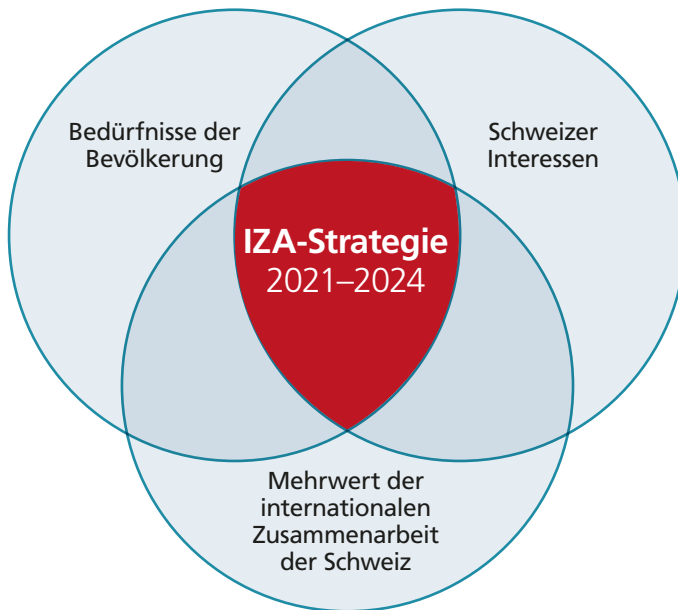 Bedürfnisse der
Bevölkerung
Schweizer
Interessen
IZA-Strategie
2021–2024
Mehrwert der
internationalen
Zusammenarbeit
der Schweiz